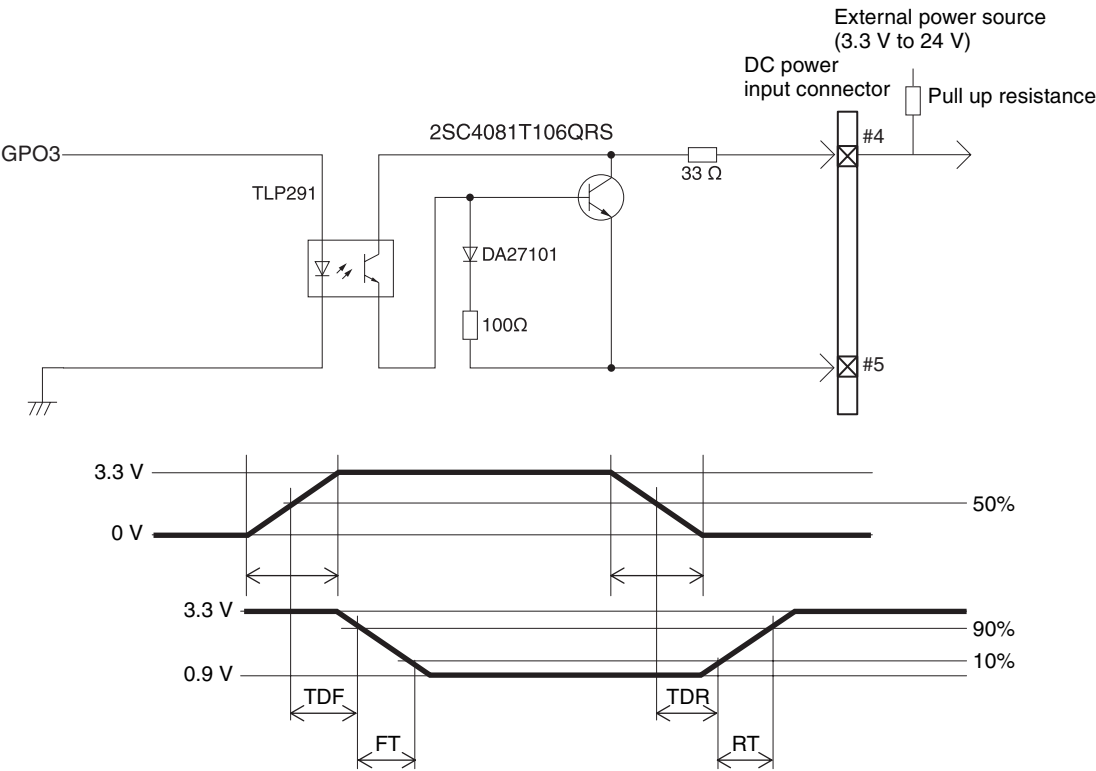 External power source
(3.3 V to 24 V)
DC power
input connector
Pull up resistance
2SC4081T106QRS
#4
GPO3
33 Ω
TLP291
DA27101
100Ω
#5
3.3 V
50%
0 V
3.3 V
90%
10%
0.9 V
TDF
TDR
FT
RT